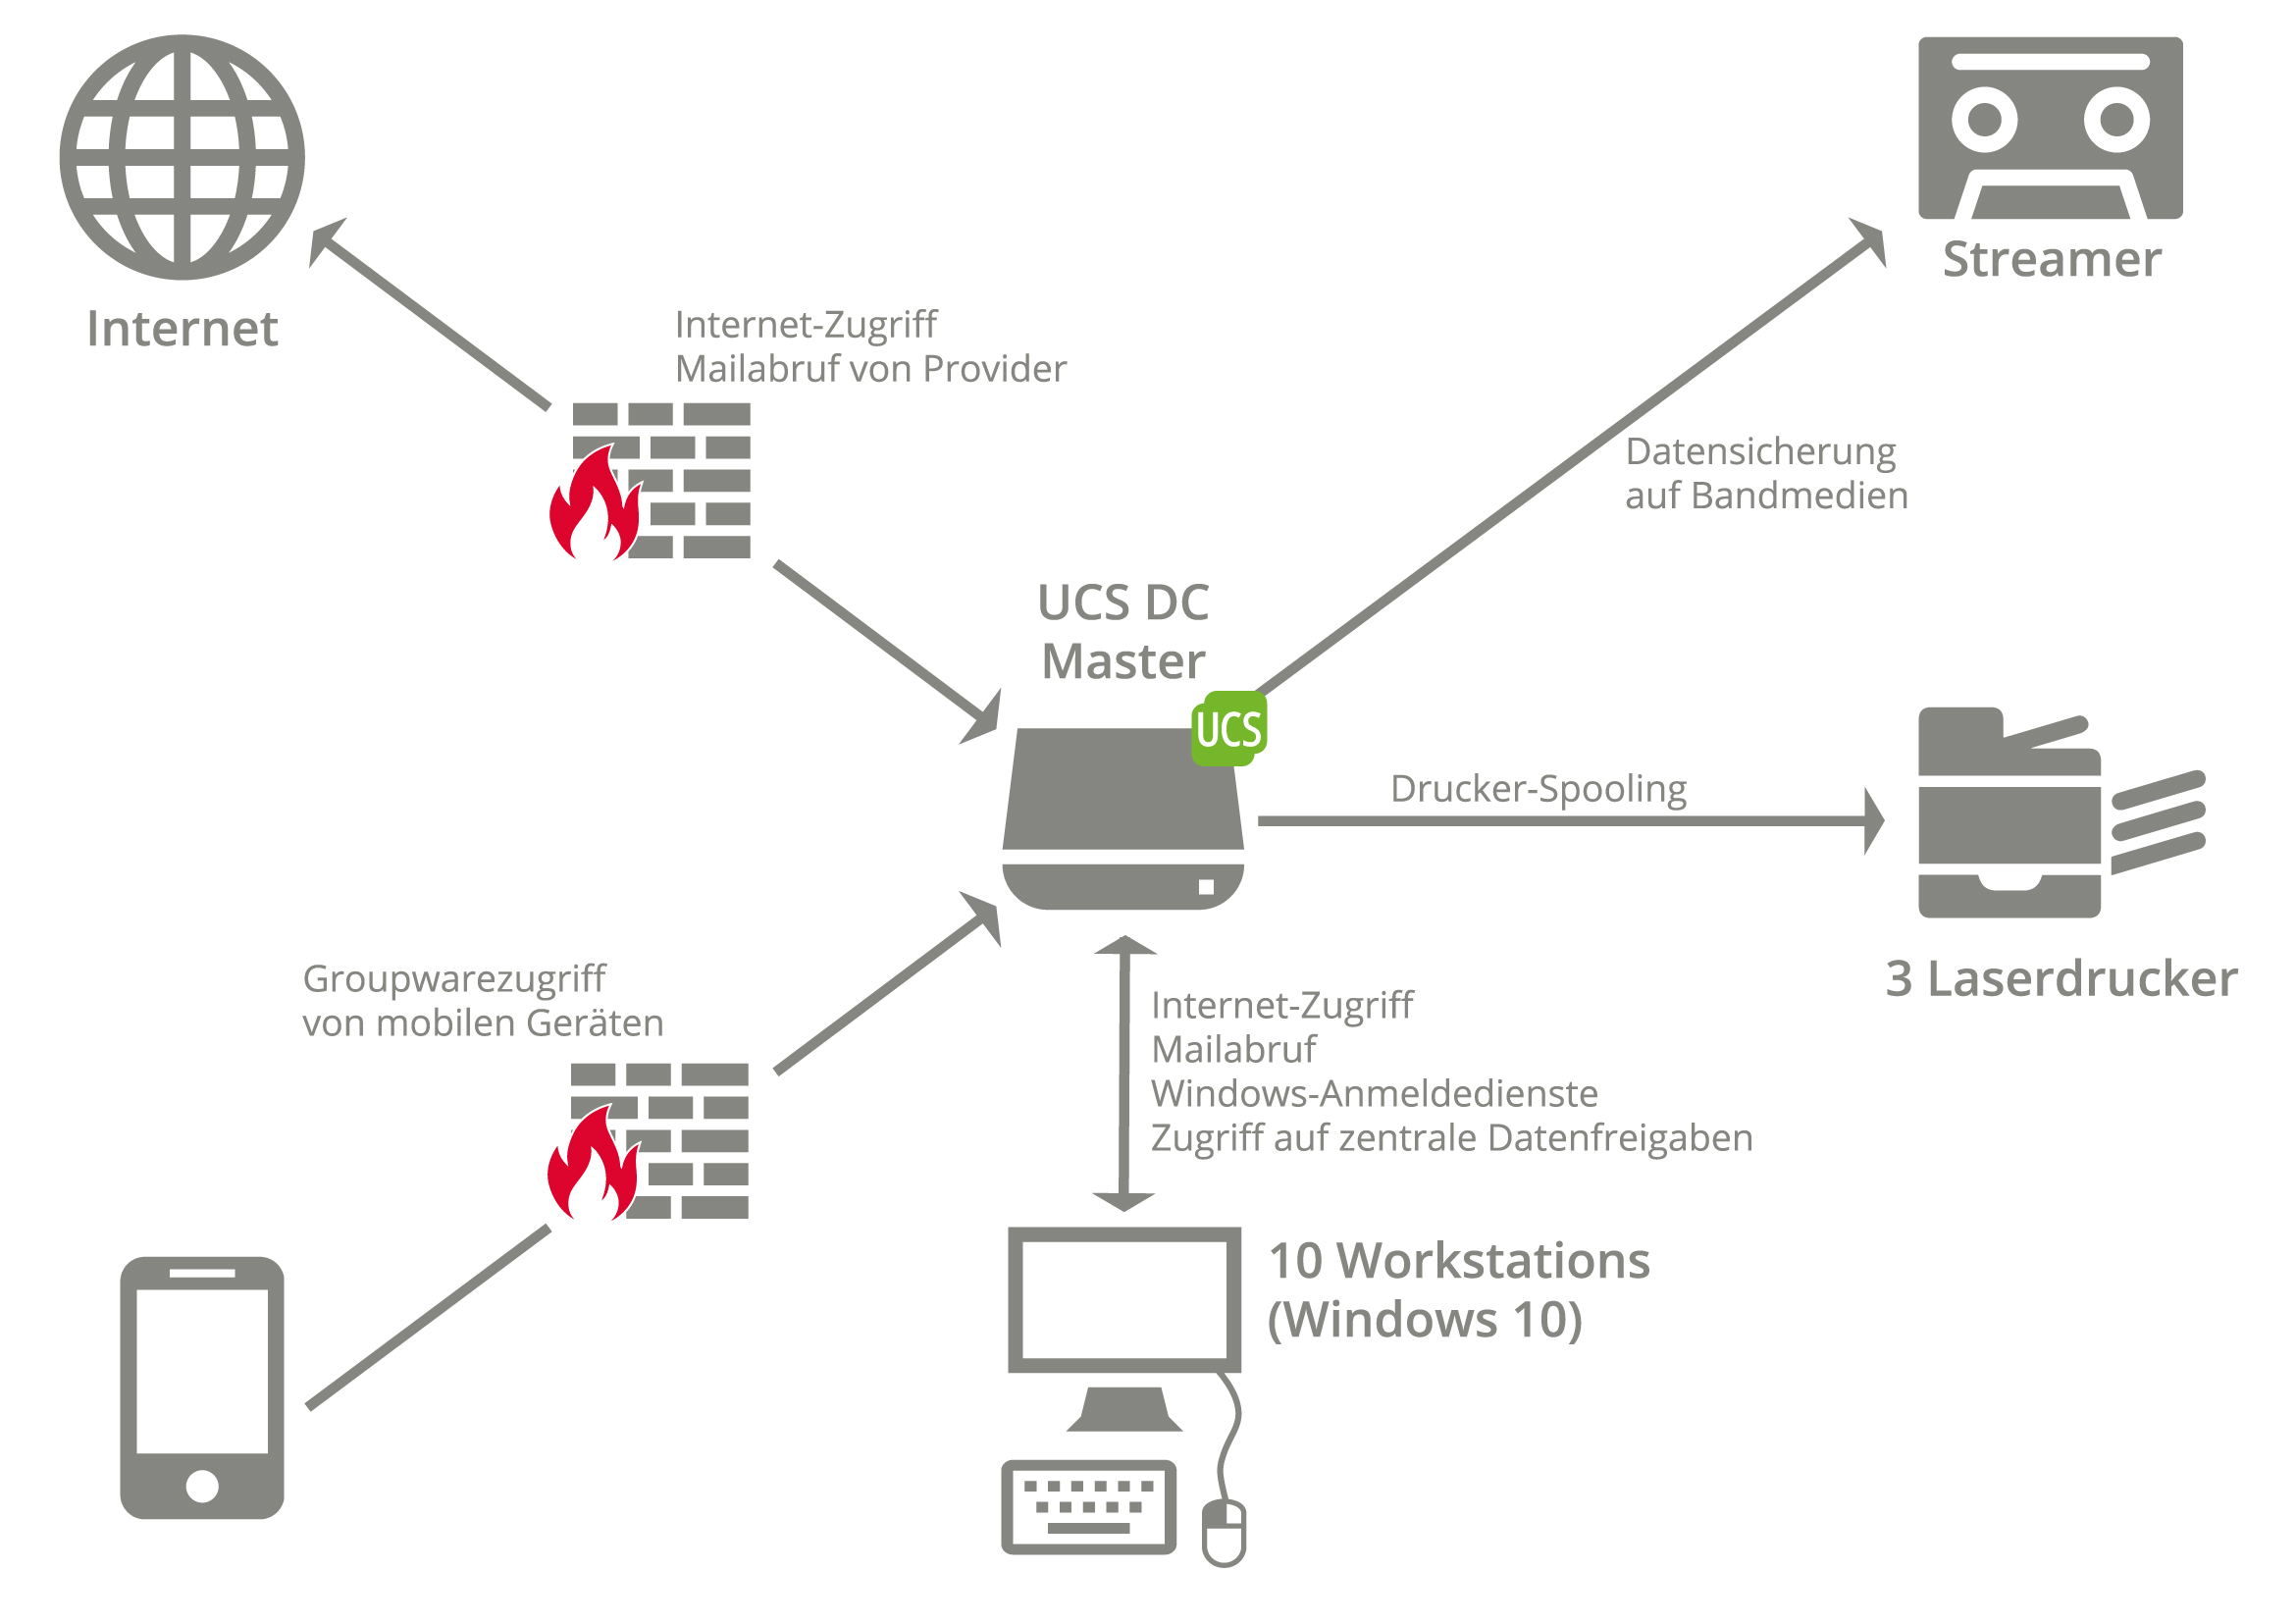 Internet
Internet-Zugriff
Mailabruf von Provider
Streamer
Datensicherung
auf Bandmedien
UCS DC
Master
UCS
Drucker-Spooling
3 Laserdrucker
Groupwarezugriff
von mobilen Geräten
Internet-Zugriff
Mailabruf
Windows-Anmeldedienste
Zugriff auf zentrale Datenfreigaben
10 Workstations
(Windows 10)